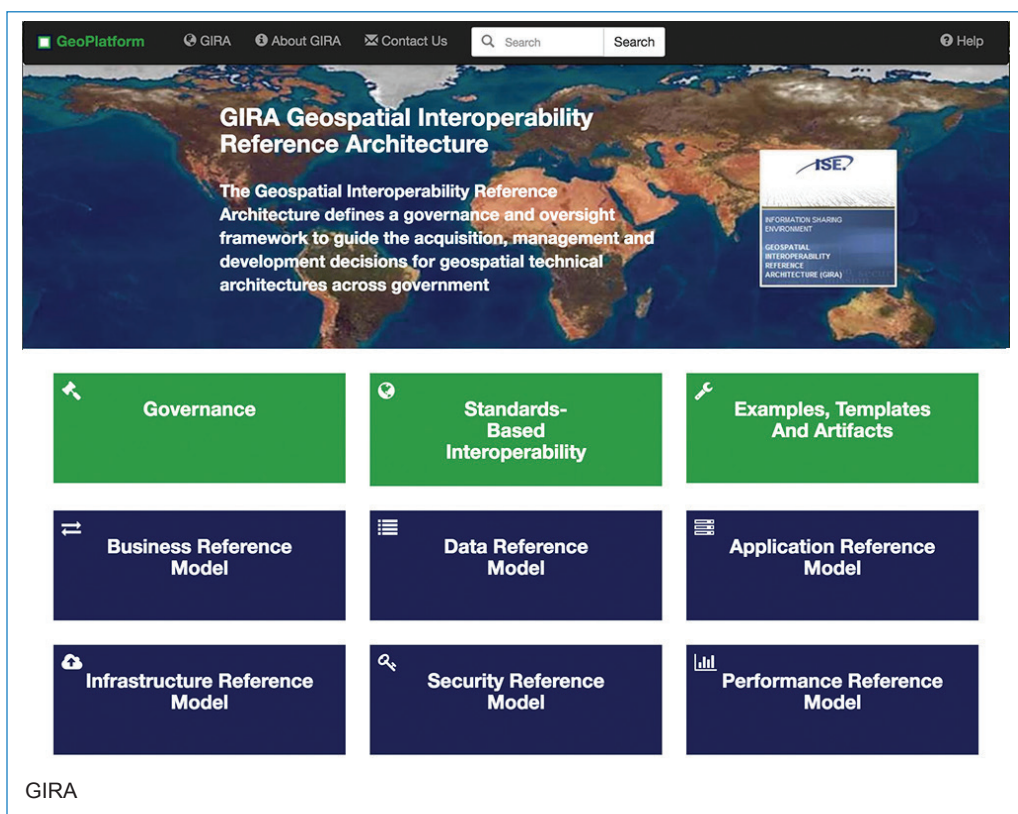 GeoPlatform GIRA About GIRA Contact Us Search Search Help
GIRA Geospatial Interoperability
Reference Architecture
The Geospatial Interoperability Reference
Architecture defines a governance and oversight
framework to guide the acquisition, management and
development decisions for geospatial technical
architectures across government
ISE
INFORMATION SHARING
ENVIRONMENT
GEOSPATIAL
INTEROPERABILITY
REFERENCE
ARCHITECTURE (GIRA)
Governance
Standards-
Based
Interoperability
Examples, Templates
And Artifacts
Business Reference
Model
Data Reference
Model
Application Reference
Model
Infrastructure Reference
Model
Security Reference
Model
Performance Reference
Model
GIRA